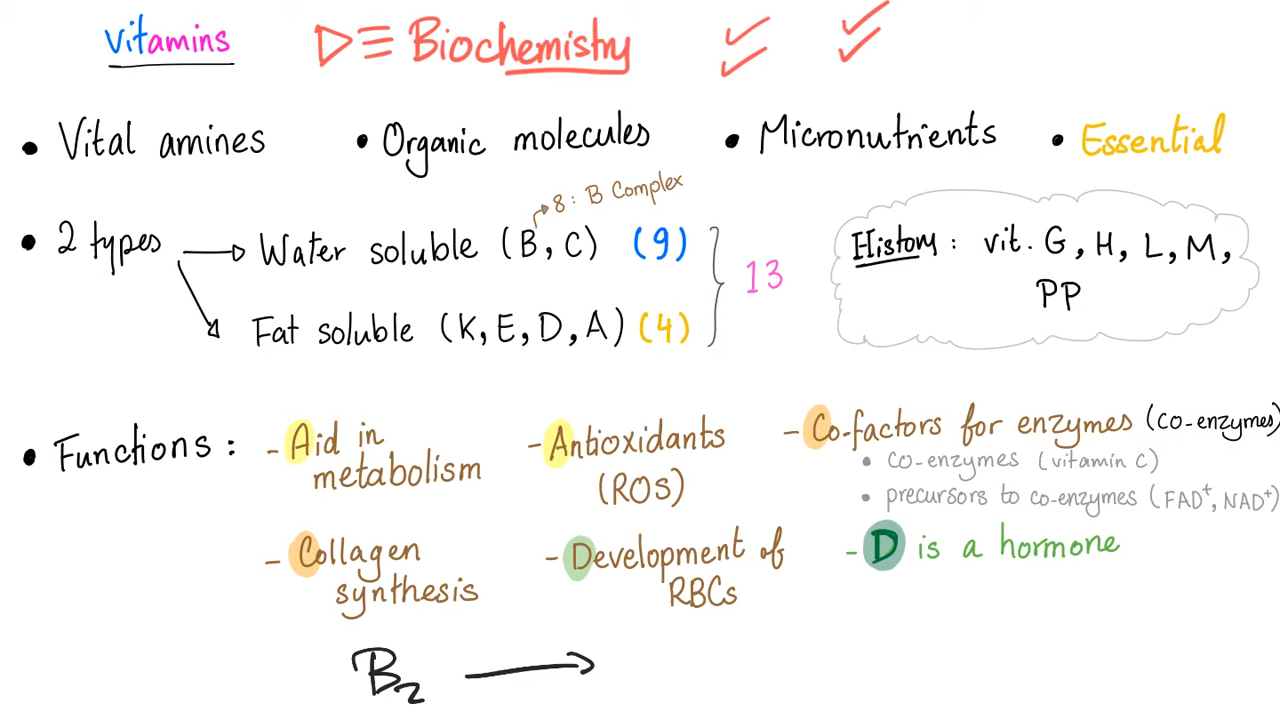 Vitamins Biochemistry
• Vital amines • Organic molecules • Micronutrients • Essential
8: B Complex
• 2 types Water soluble (B, C) (9)
13
Fat soluble (K, E, D, A) (4)
History: vit. G, H, L, M,
PP
• Functions: - Aid in
metabolism
- Antioxidants
(ROS)
- Co-factors for enzymes (co-enzymes)
• co-enzymes (vitamin c)
• precursors to co-enzymes (FAD⁺, NAD⁺)
- Collagen
synthesis
- Development of
RBCs
- D is a hormone
B₂